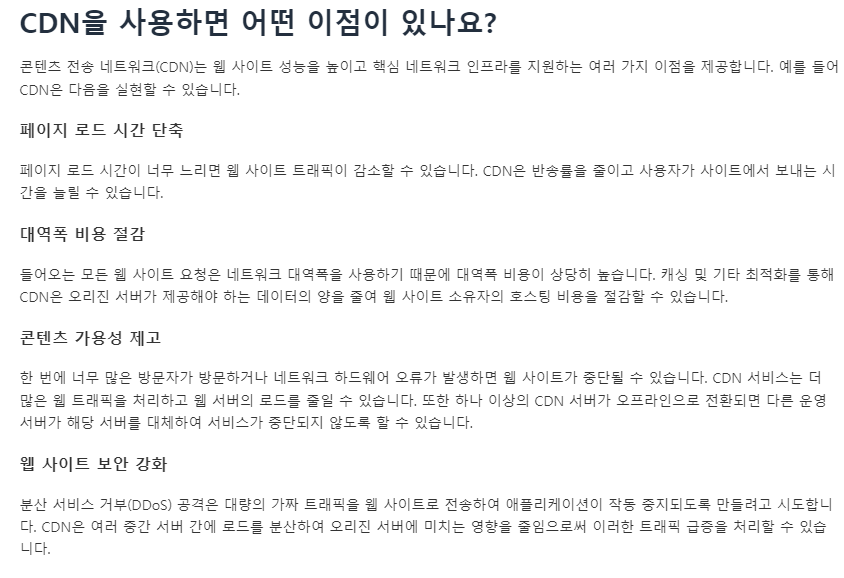 CDN을 사용하면 어떤 이점이 있나요?
콘텐츠 전송 네트워크(CDN)는 웹 사이트 성능을 높이고 핵심 네트워크 인프라를 지원하는 여러 가지 이점을 제공합니다. 예를 들어
CDN은 다음을 실현할 수 있습니다.
페이지 로드 시간 단축
페이지 로드 시간이 너무 느리면 웹 사이트 트래픽이 감소할 수 있습니다. CDN은 반송률을 줄이고 사용자가 사이트에서 보내는 시
간을 늘릴 수 있습니다.
대역폭 비용 절감
들어오는 모든 웹 사이트 요청은 네트워크 대역폭을 사용하기 때문에 대역폭 비용이 상당히 높습니다. 캐싱 및 기타 최적화를 통해
CDN은 오리진 서버가 제공해야 하는 데이터의 양을 줄여 웹 사이트 소유자의 호스팅 비용을 절감할 수 있습니다.
콘텐츠 가용성 제고
한 번에 너무 많은 방문자가 방문하거나 네트워크 하드웨어 오류가 발생하면 웹 사이트가 중단될 수 있습니다. CDN 서비스는 더
많은 웹 트래픽을 처리하고 웹 서버의 로드를 줄일 수 있습니다. 또한 하나 이상의 CDN 서버가 오프라인으로 전환되면 다른 운영
서버가 해당 서버를 대체하여 서비스가 중단되지 않도록 할 수 있습니다.
웹 사이트 보안 강화
분산 서비스 거부(DDoS) 공격은 대량의 가짜 트래픽을 웹 사이트로 전송하여 애플리케이션이 작동 중지되도록 만들려고 시도합니
다. CDN은 여러 중간 서버 간에 로드를 분산하여 오리진 서버에 미치는 영향을 줄임으로써 이러한 트래픽 급증을 처리할 수 있습
니다.